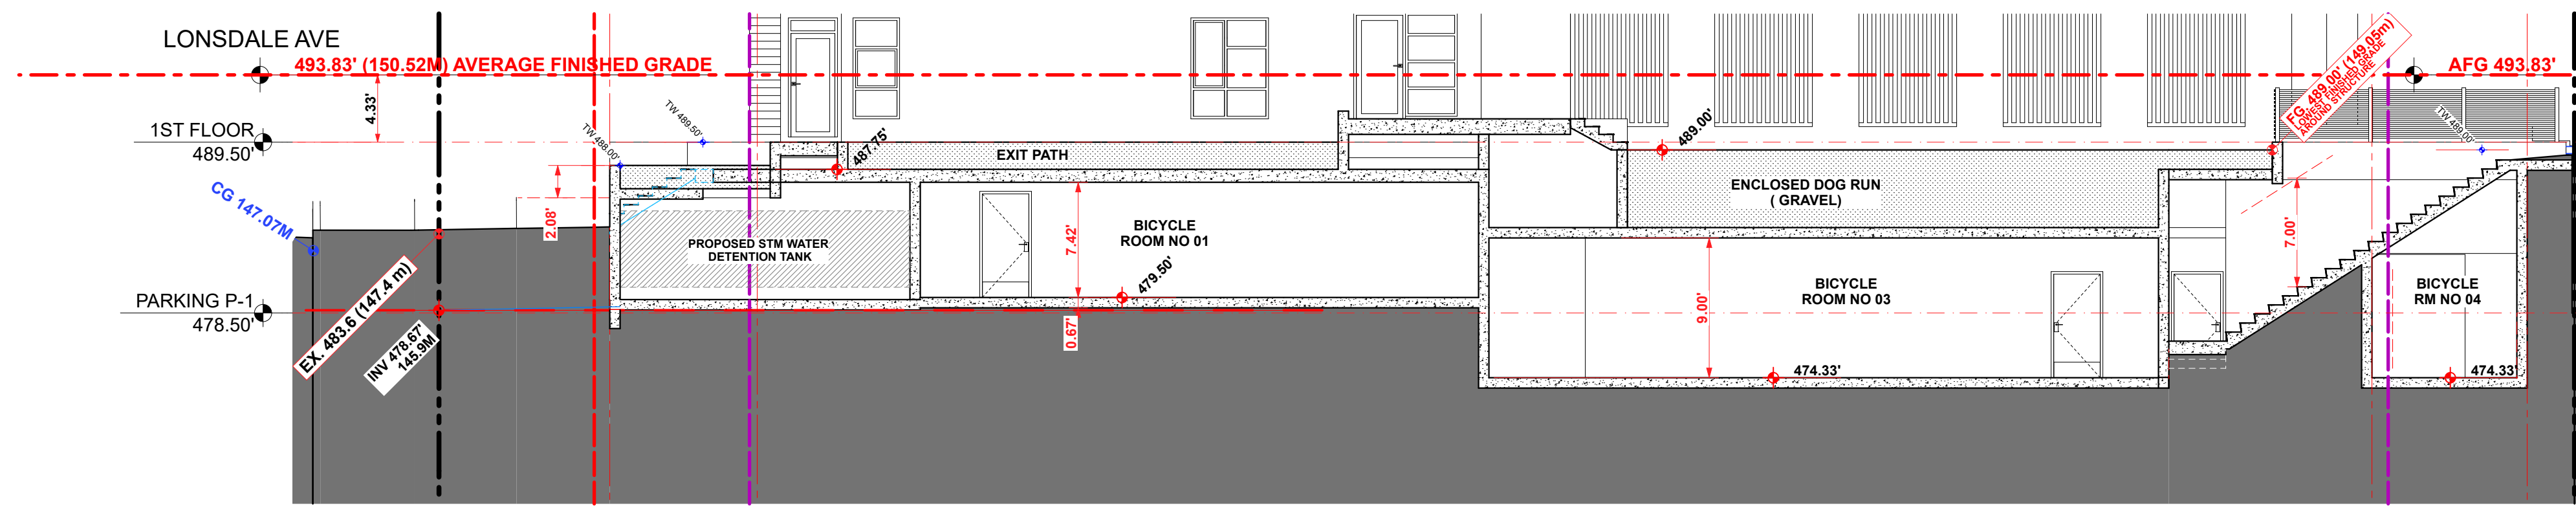 LONSDALE AVE
493.83' (150.52M) AVERAGE FINISHED GRADE
AFG 493.83'
4.33'
1ST FLOOR
489.50'
TW 488.00'
TW 489.50'
487.75'
EXIT PATH
489.00'
FG. 489.00' (149.05m)
LOWEST FINISHED GRADE
AROUND STRUCTURE
TW 489.00'
CG 147.07M
2.08'
PROPOSED STM WATER
DETENTION TANK
7.42'
BICYCLE
ROOM NO 01
479.50'
ENCLOSED DOG RUN
( GRAVEL)
7.00'
PARKING P-1
478.50'
EX. 483.6 (147.4 m)
INV 478.67'
145.9M
0.67'
9.00'
BICYCLE
ROOM NO 03
474.33'
BICYCLE
RM NO 04
474.33'